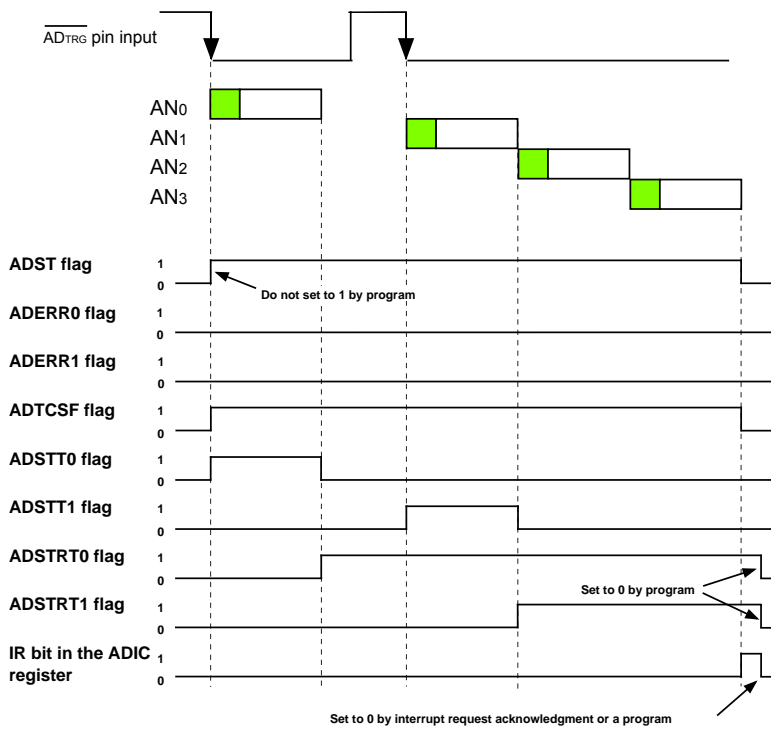 ADTRG pin input
AN0
AN1
AN2
AN3
ADST flag 1
0
Do not set to 1 by program
ADERR0 flag 1
0
ADERR1 flag 1
0
ADTCSF flag 1
0
ADSTT0 flag 1
0
ADSTT1 flag 1
0
ADSTRT0 flag 1
0
Set to 0 by program
ADSTRT1 flag 1
0
IR bit in the ADIC 1
register 0
Set to 0 by interrupt request acknowledgment or a program